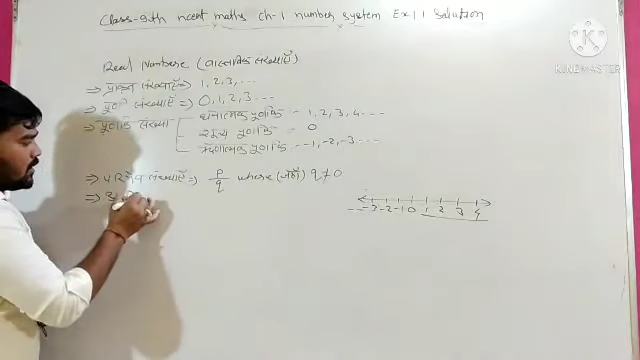 Class-9th ncert maths Ch-1 number system Ex 1.1 Solution
KINEMASTER
Real Numbers (वास्तविक संख्याएँ)
⇒ प्राकृत संख्याएँ ⇒ 1, 2, 3, ...
⇒ पूर्ण संख्याएँ ⇒ 0, 1, 2, 3 ...
⇒ पूर्णांक संख्या धनात्मक पूर्णांक - 1, 2, 3, 4 ...
शून्य पूर्णांक - 0
ऋणात्मक पूर्णांक - -1, -2, -3 ...
⇒ परिमेय संख्याएँ ⇒ p/q where (जहाँ) q ≠ 0
⇒
-3 -2 -1 0 1 2 3 4